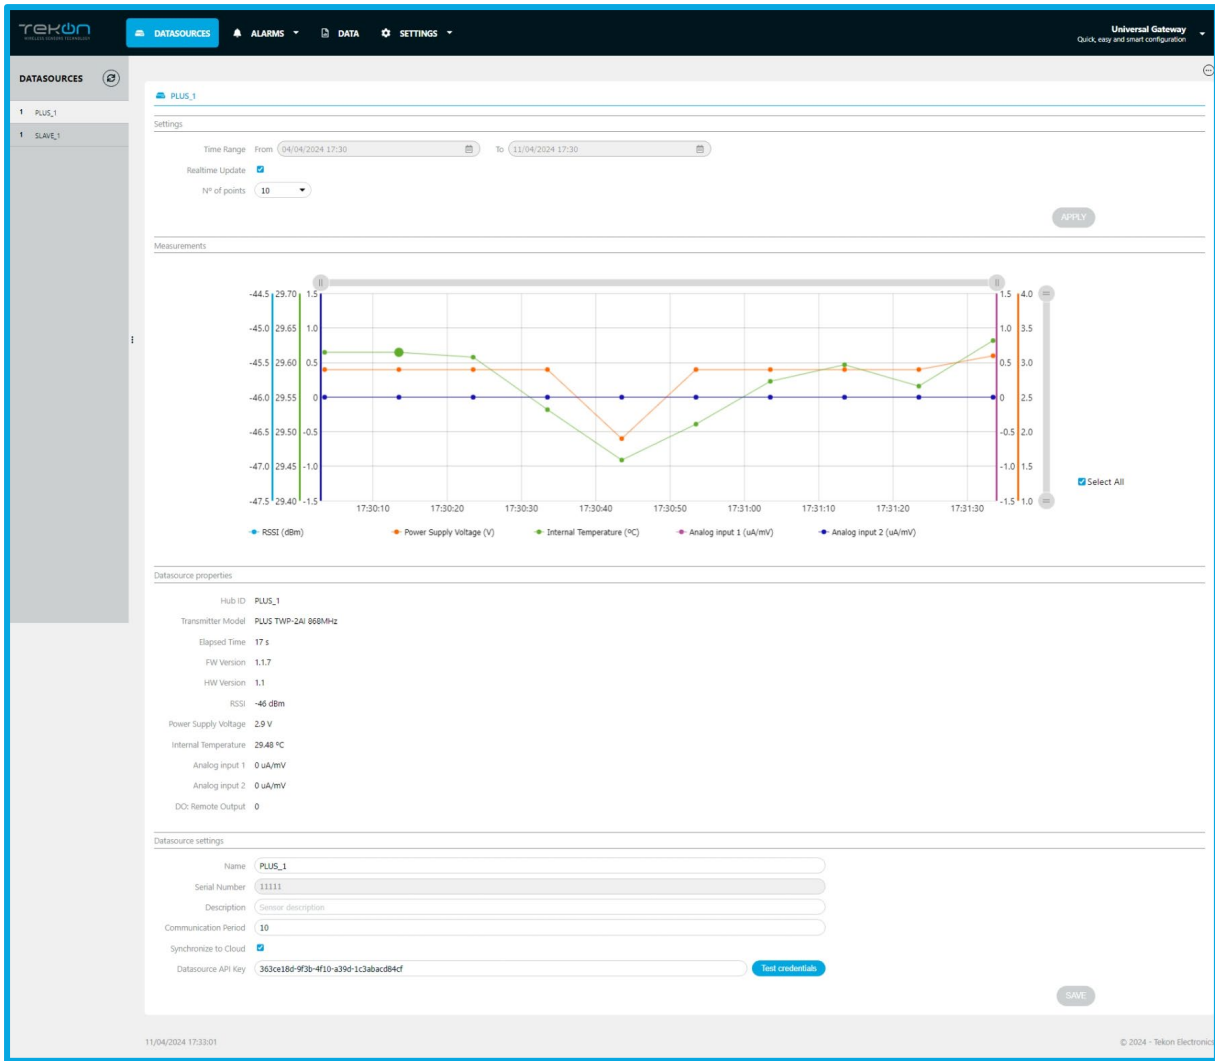 TEKON
WIRELESS SENSORS TECHNOLOGY
DATASOURCES ALARMS DATA SETTINGS
Universal Gateway
Quick, easy and smart configuration
DATASOURCES
1 PLUS_1
1 SLAVE_1
PLUS_1
Settings
Time Range From 04/04/2024 17:30 To 11/04/2024 17:30
Realtime Update
Nº of points 10
APPLY
Measurements
-44.5 29.70 1.5 1.5 4.0
-45.0 29.65 1.0 1.0 3.5
-45.5 29.60 0.5 0.5 3.0
-46.0 29.55 0 0 2.5
-46.5 29.50 -0.5 -0.5 2.0
-47.0 29.45 -1.0 -1.0 1.5
Select All
-47.5 29.40 -1.5 -1.5 1.0
17:30:10 17:30:20 17:30:30 17:30:40 17:30:50 17:31:00 17:31:10 17:31:20 17:31:30
RSSI (dBm) Power Supply Voltage (V) Internal Temperature (ºC) Analog input 1 (uA/mV) Analog input 2 (uA/mV)
Datasource properties
Hub ID PLUS_1
Transmitter Model PLUS TWP-2AI 868MHz
Elapsed Time 17 s
FW Version 1.1.7
HW Version 1.1
RSSI -46 dBm
Power Supply Voltage 2.9 V
Internal Temperature 29.48 ºC
Analog input 1 0 uA/mV
Analog input 2 0 uA/mV
DO: Remote Output 0
Datasource settings
Name PLUS_1
Serial Number 11111
Description Sensor description
Communication Period 10
Synchronize to Cloud
Datasource API Key 363ce18d-9f3b-4f10-a39d-1c3abacd84cf Test credentials
SAVE
11/04/2024 17:33:01 © 2024 - Tekon Electronics